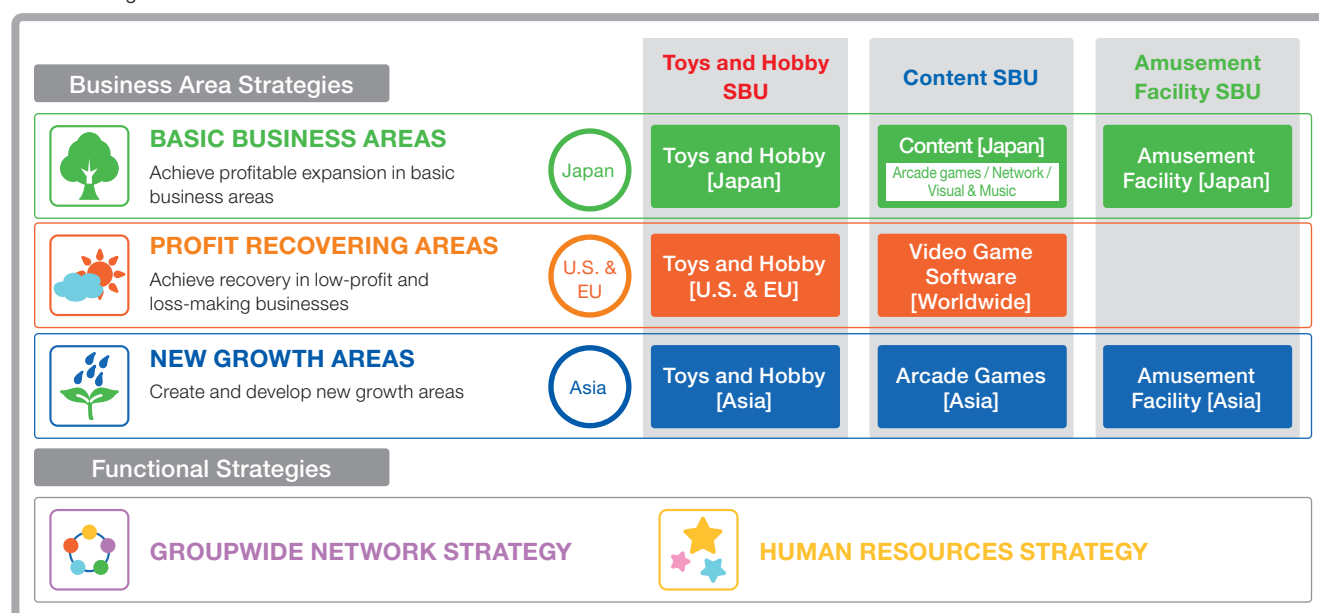 Business Area Strategies
Toys and Hobby
SBU
Content SBU
Amusement
Facility SBU
BASIC BUSINESS AREAS
Achieve profitable expansion in basic
business areas
Japan
Toys and Hobby
[Japan]
Content [Japan]
Arcade games / Network /
Visual & Music
Amusement
Facility [Japan]
PROFIT RECOVERING AREAS
Achieve recovery in low-profit and
loss-making businesses
U.S. &
EU
Toys and Hobby
[U.S. & EU]
Video Game
Software
[Worldwide]
NEW GROWTH AREAS
Create and develop new growth areas
Asia
Toys and Hobby
[Asia]
Arcade Games
[Asia]
Amusement
Facility [Asia]
Functional Strategies
GROUPWIDE NETWORK STRATEGY
HUMAN RESOURCES STRATEGY